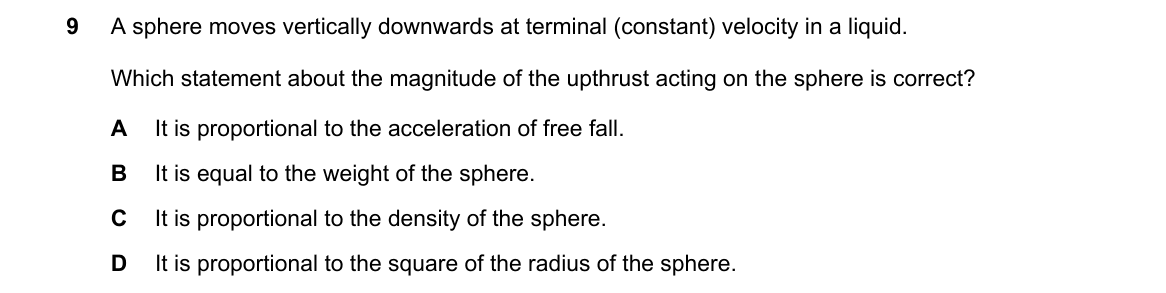 9 A sphere moves vertically downwards at terminal (constant) velocity in a liquid.
Which statement about the magnitude of the upthrust acting on the sphere is correct?
A It is proportional to the acceleration of free fall.
B It is equal to the weight of the sphere.
C It is proportional to the density of the sphere.
D It is proportional to the square of the radius of the sphere.